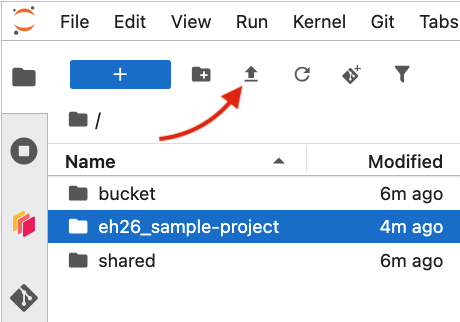 File Edit View Run Kernel Git Tabs
+
/
Name Modified
bucket 6m ago
eh26_sample-project 4m ago
shared 6m ago